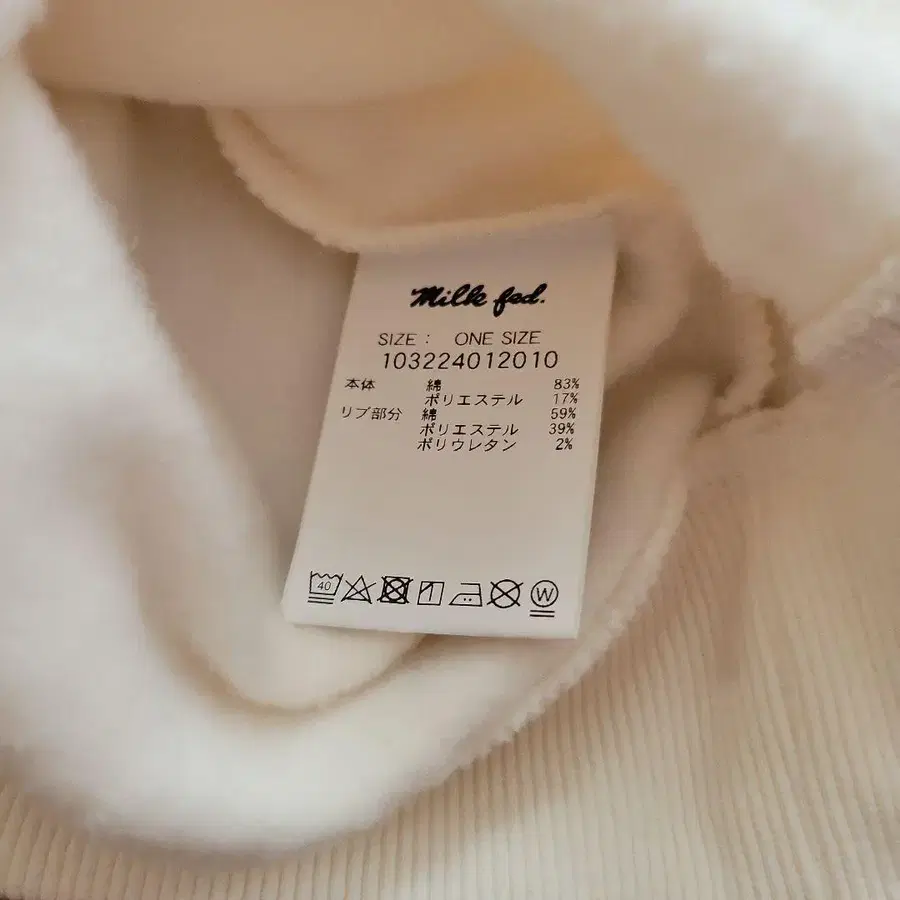 Milk fed.
SIZE : ONE SIZE
103224012010
本体 綿 83%
ポリエステル 17%
リブ部分 綿 59%
ポリエステル 39%
ポリウレタン 2%
40 W